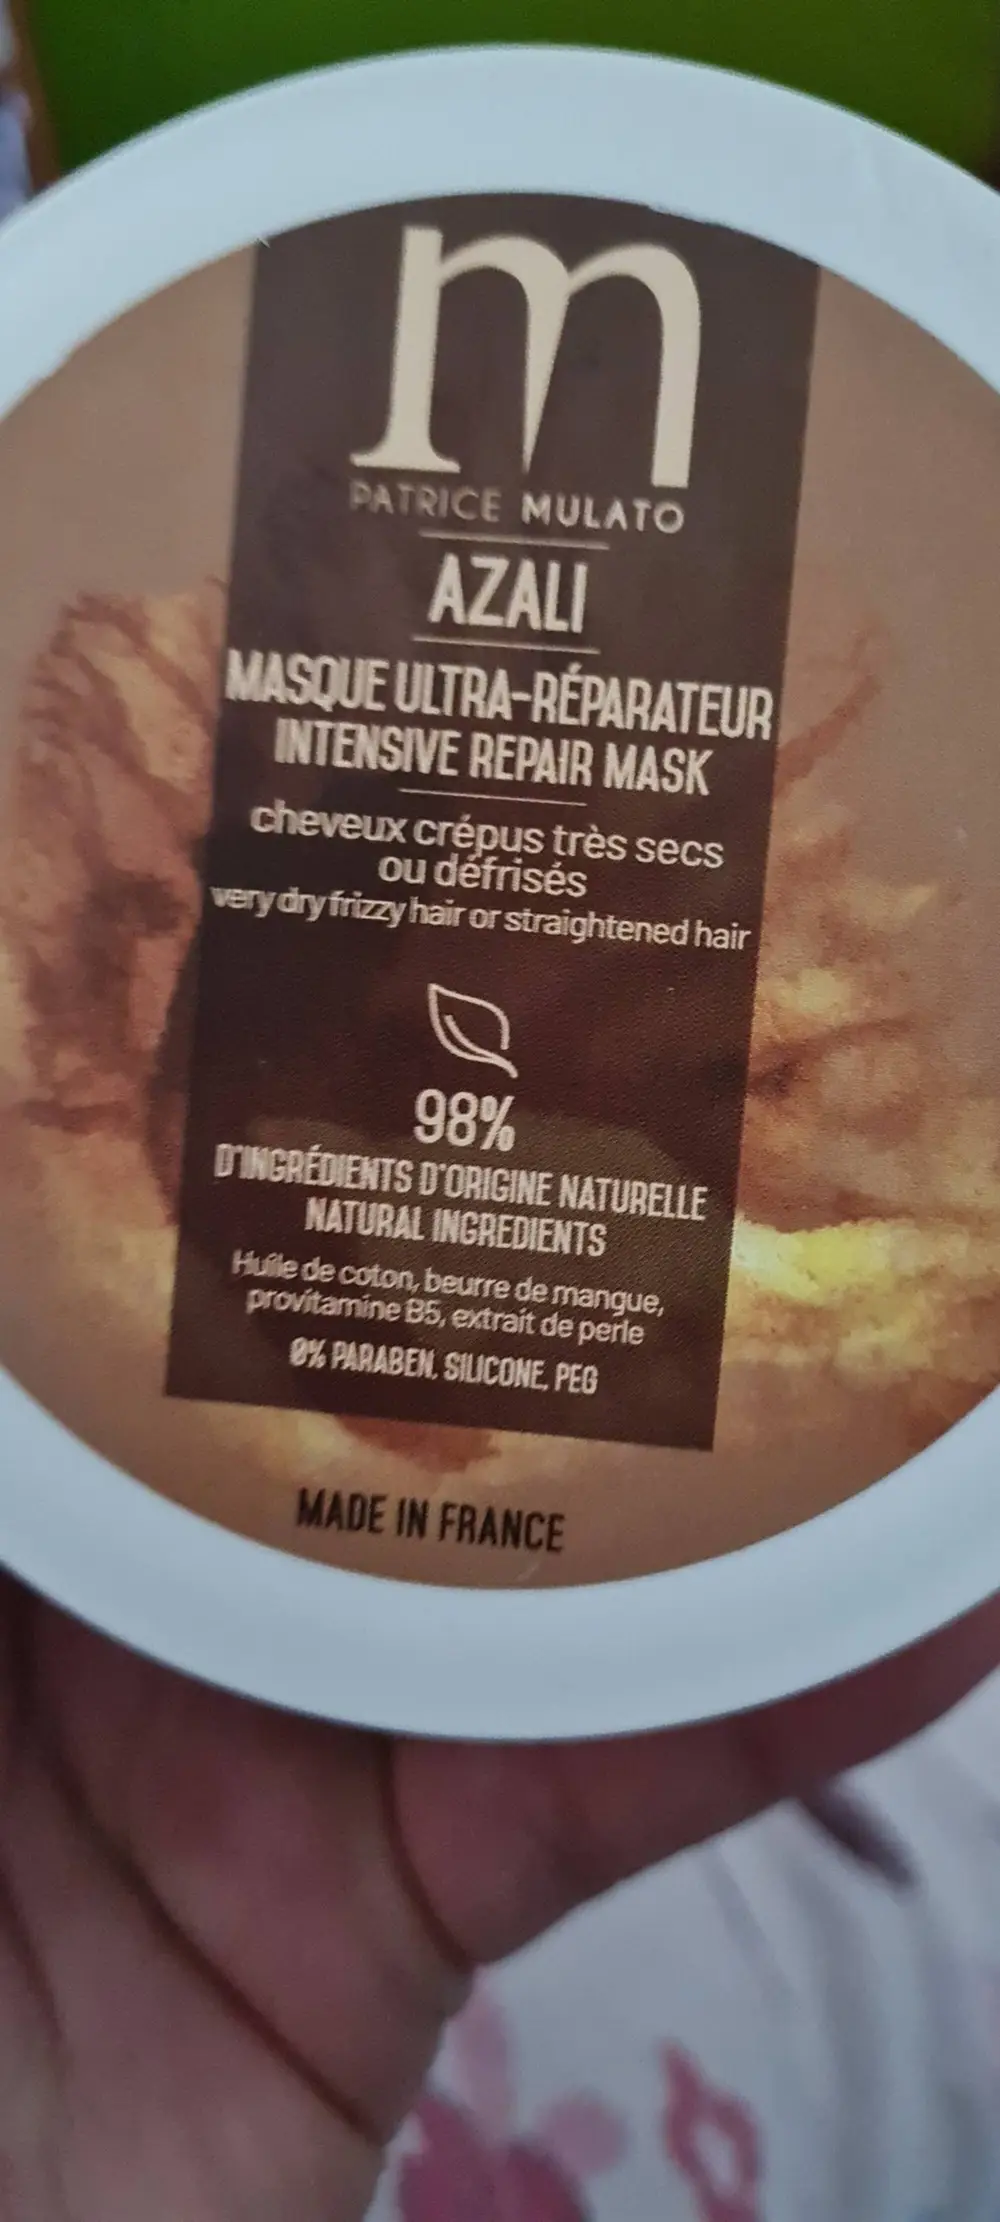 m
PATRICE MULATO
AZALI
MASQUE ULTRA-RÉPARATEUR
INTENSIVE REPAIR MASK
cheveux crépus très secs
ou défrisés
very dry frizzy hair or straightened hair
98%
D'INGRÉDIENTS D'ORIGINE NATURELLE
NATURAL INGREDIENTS
Huile de coton, beurre de mangue,
provitamine B5, extrait de perle
0% PARABEN, SILICONE, PEG
MADE IN FRANCE